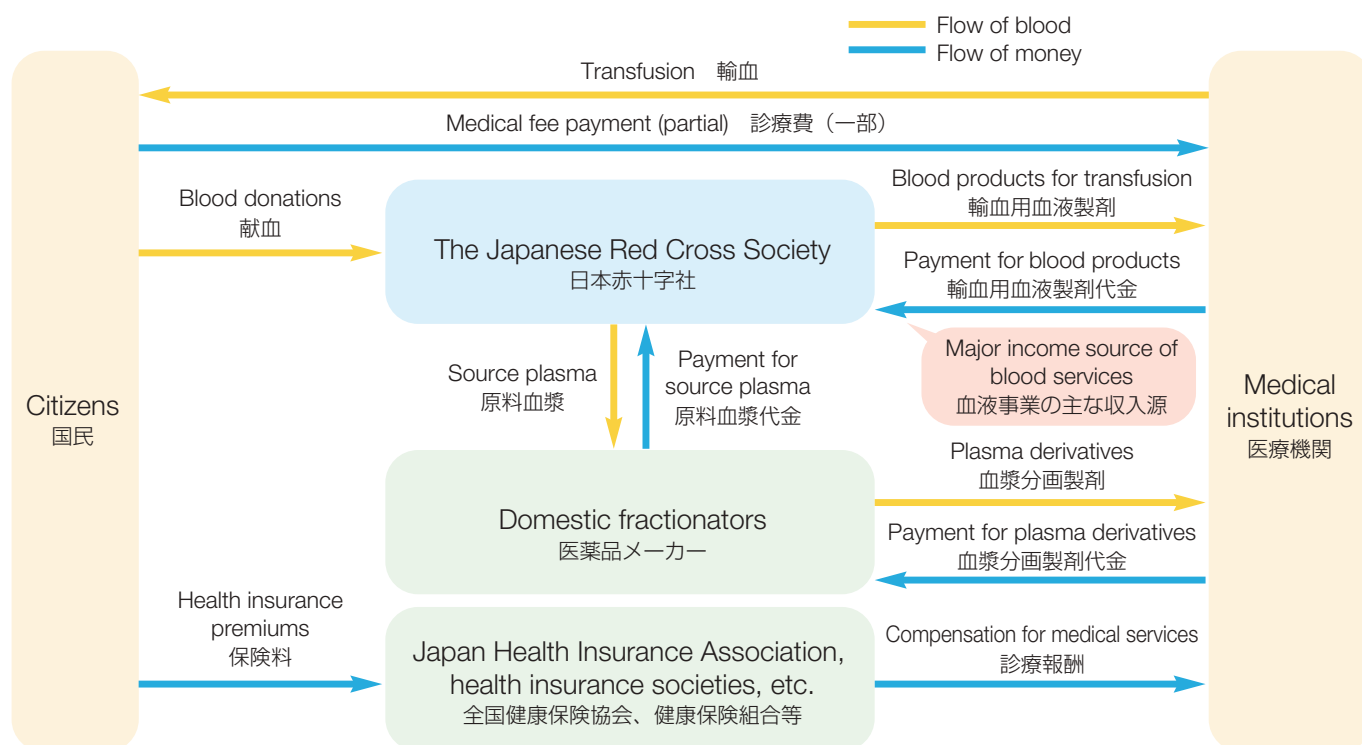 Flow of blood
Flow of money
Transfusion 輸血
Medical fee payment (partial) 診療費（一部）
Blood donations
献血
The Japanese Red Cross Society
日本赤十字社
Blood products for transfusion
輸血用血液製剤
Payment for blood products
輸血用血液製剤代金
Major income source of
blood services
血液事業の主な収入源
Source plasma
原料血漿
Payment for
source plasma
原料血漿代金
Citizens
国民
Medical
institutions
医療機関
Domestic fractionators
医薬品メーカー
Plasma derivatives
血漿分画製剤
Payment for plasma derivatives
血漿分画製剤代金
Health insurance
premiums
保険料
Japan Health Insurance Association,
health insurance societies, etc.
全国健康保険協会、健康保険組合等
Compensation for medical services
診療報酬